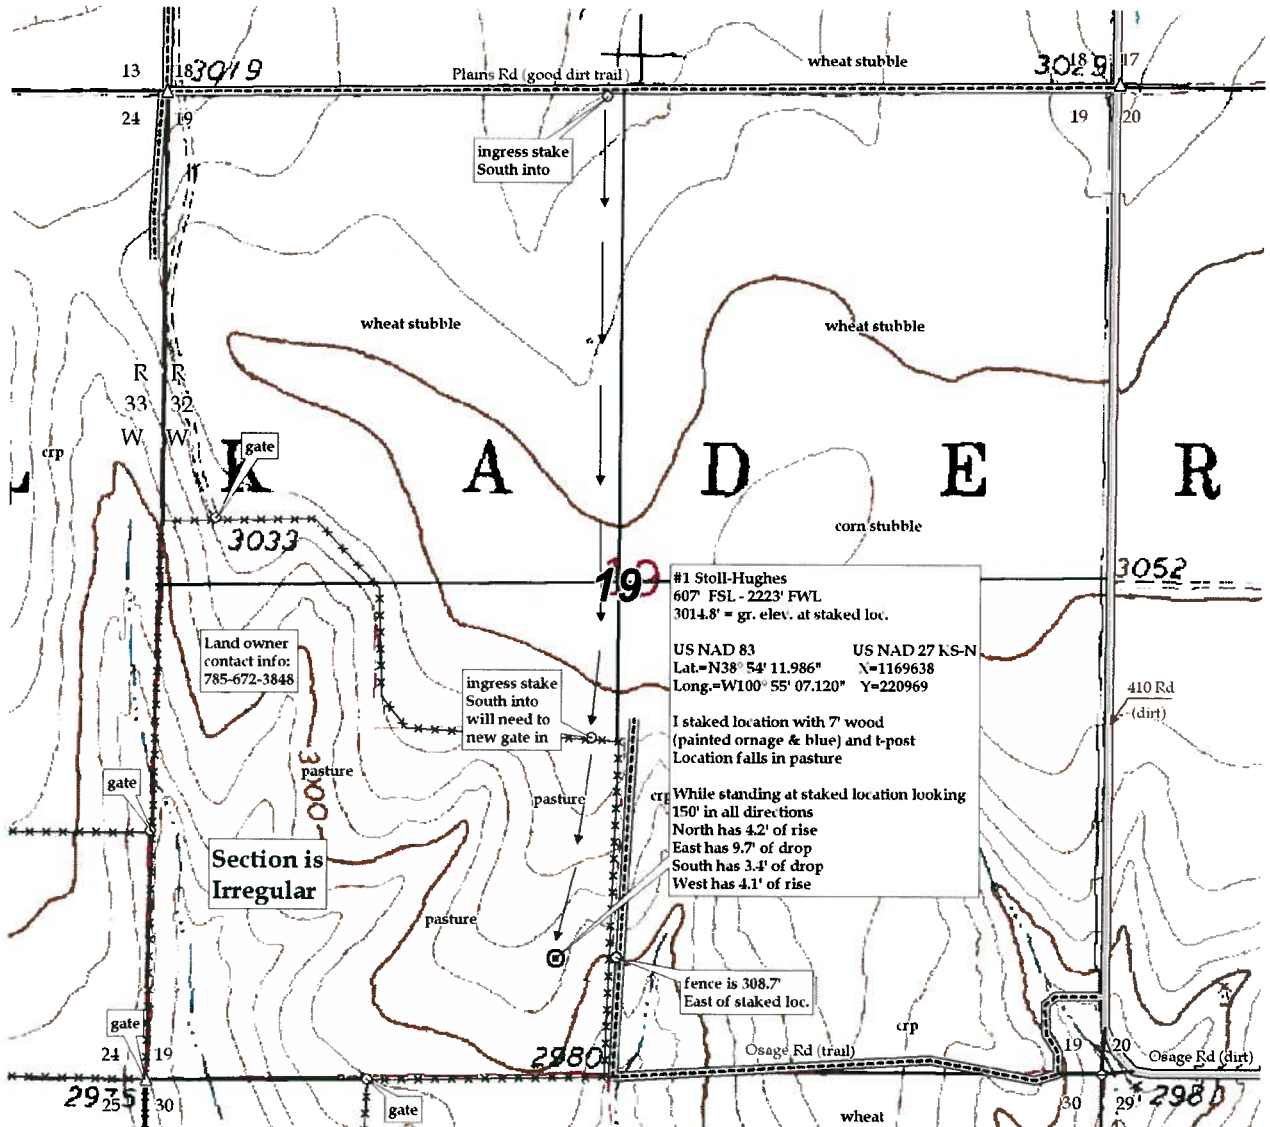 13
18
3019
Plains Rd (good dirt trail)
wheat stubble
3029
18
17
24
19
19
20
ingress stake
South into
wheat stubble
wheat stubble
R
R
33
32
W
W
crp
gate
K A D E R
3033
corn stubble
19
3052
#1 Stoll-Hughes
607' FSL - 2223' FWL
3014.8' = gr. elev. at staked loc.
US NAD 83 US NAD 27 KS-N
Lat.=N38° 54' 11.986" X=1169638
Long.=W100° 55' 07.120" Y=220969
I staked location with 7' wood
(painted ornage & blue) and t-post
Location falls in pasture
While standing at staked location looking
150' in all directions
North has 4.2' of rise
East has 9.7' of drop
South has 3.4' of drop
West has 4.1' of rise
Land owner
contact info:
785-672-3848
ingress stake
South into
will need to
new gate in
410 Rd
(dirt)
pasture
3000
gate
pasture
crp
Section is
Irregular
pasture
fence is 308.7'
East of staked loc.
gate
crp
24
19
2980
Osage Rd (trail)
19
20
Osage Rd (dirt)
2975
25
30
gate
wheat
30
29
2981